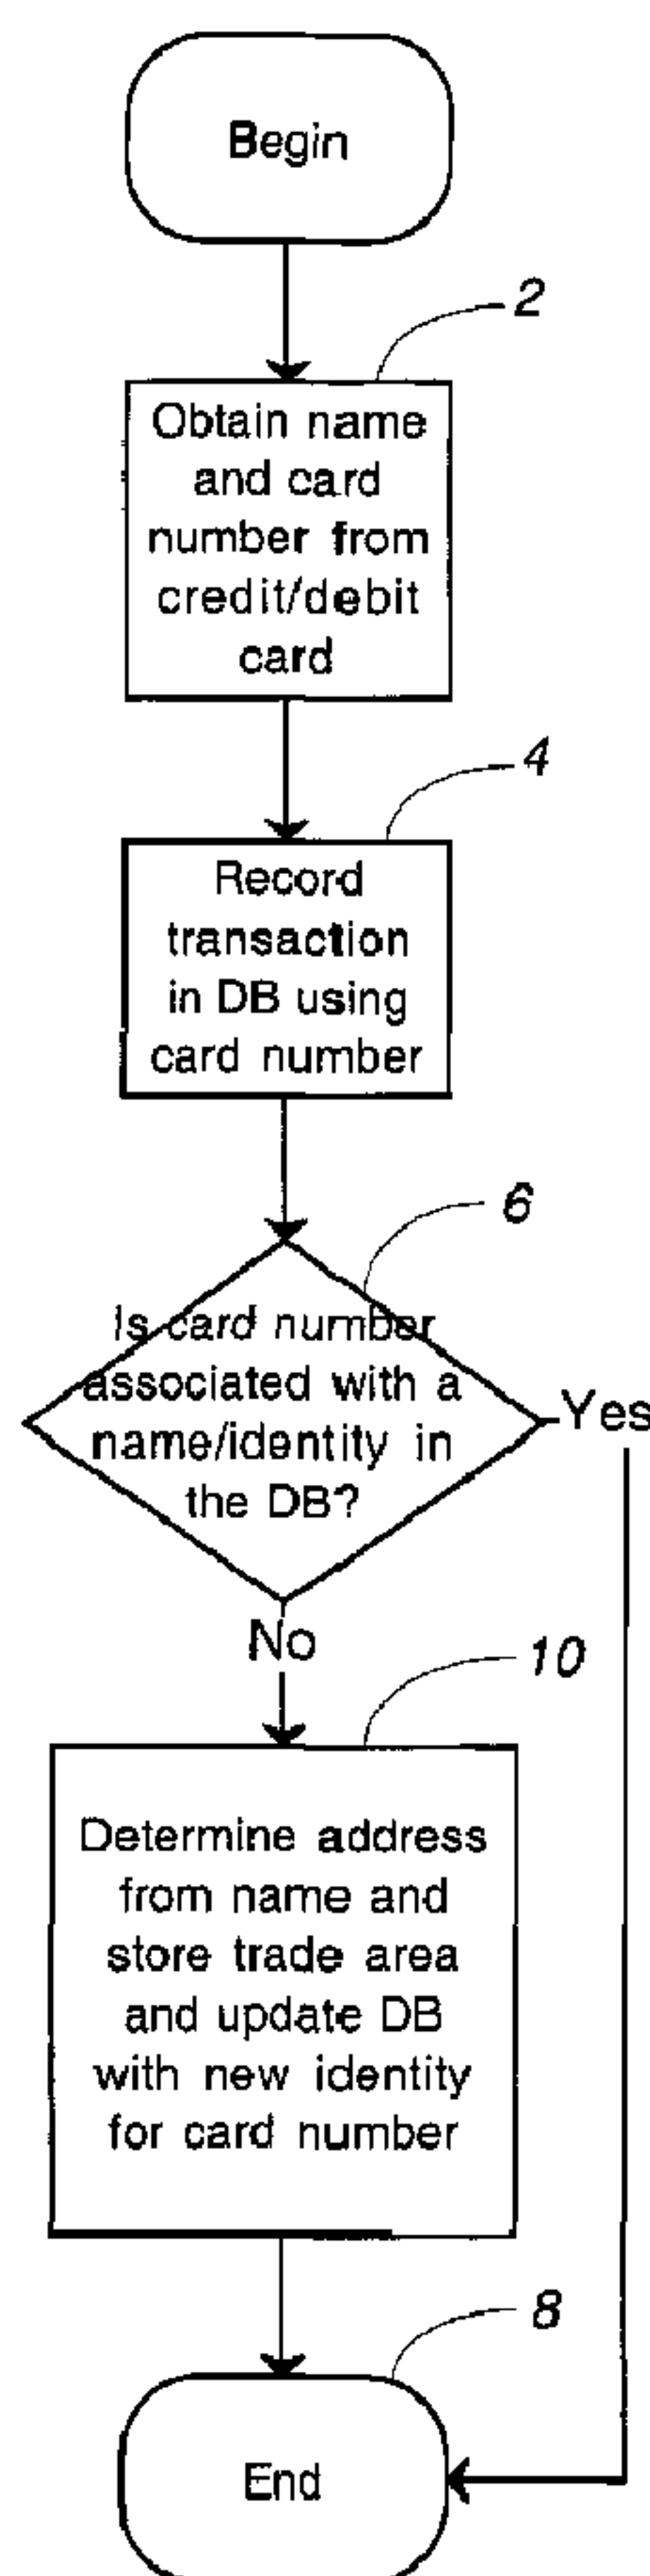 Begin
2
Obtain name
and card
number from
credit/debit
card
4
Record
transaction
in DB using
card number
6
Is card number
associated with a
name/identity in
the DB?
Yes
No
10
Determine address
from name and
store trade area
and update DB
with new identity
for card number
8
End